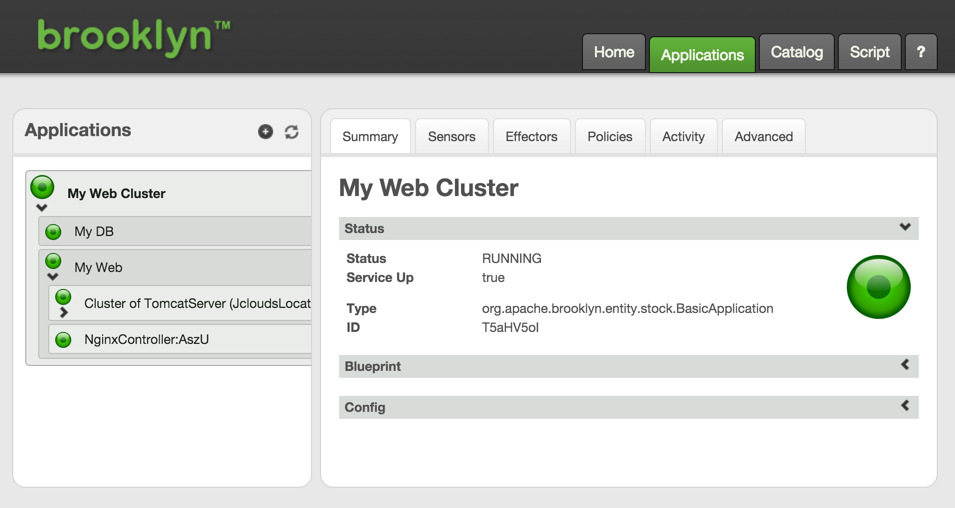 brooklyn™
Home
Applications
Catalog
Script
?
Applications
My Web Cluster
My DB
My Web
Cluster of TomcatServer (JcloudsLocat
NginxController:AszU
Summary
Sensors
Effectors
Policies
Activity
Advanced
My Web Cluster
Status
Status RUNNING
Service Up true
Type org.apache.brooklyn.entity.stock.BasicApplication
ID T5aHV5oI
Blueprint
Config